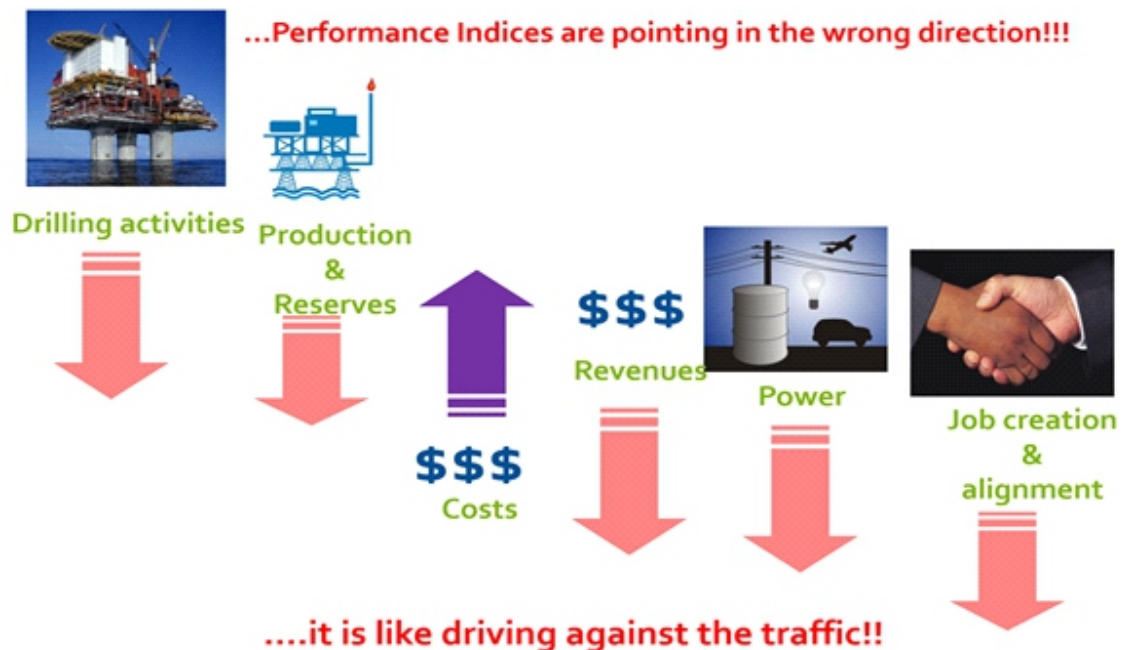 ...Performance Indices are pointing in the wrong direction!!!
Drilling activities
Production
&
Reserves
$$$
Costs
$$$
Revenues
Power
Job creation
&
alignment
....it is like driving against the traffic!!